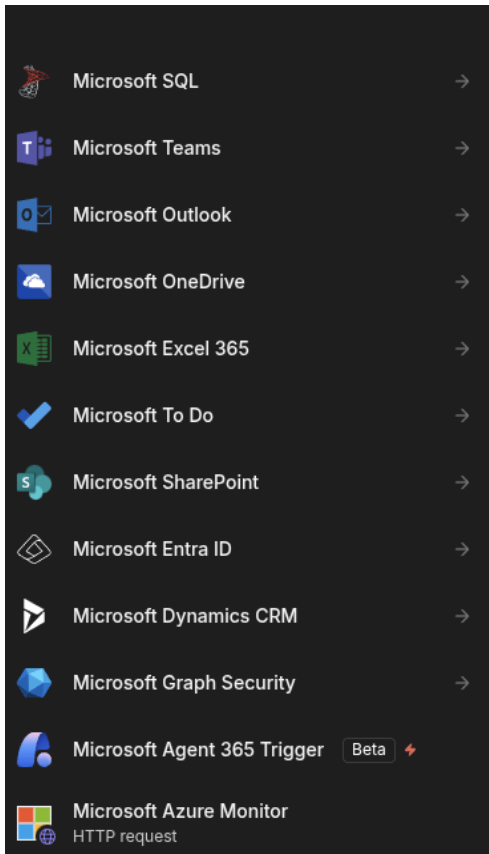 Microsoft SQL
Microsoft Teams
Microsoft Outlook
Microsoft OneDrive
Microsoft Excel 365
Microsoft To Do
Microsoft SharePoint
Microsoft Entra ID
Microsoft Dynamics CRM
Microsoft Graph Security
Microsoft Agent 365 Trigger Beta
Microsoft Azure Monitor
HTTP request